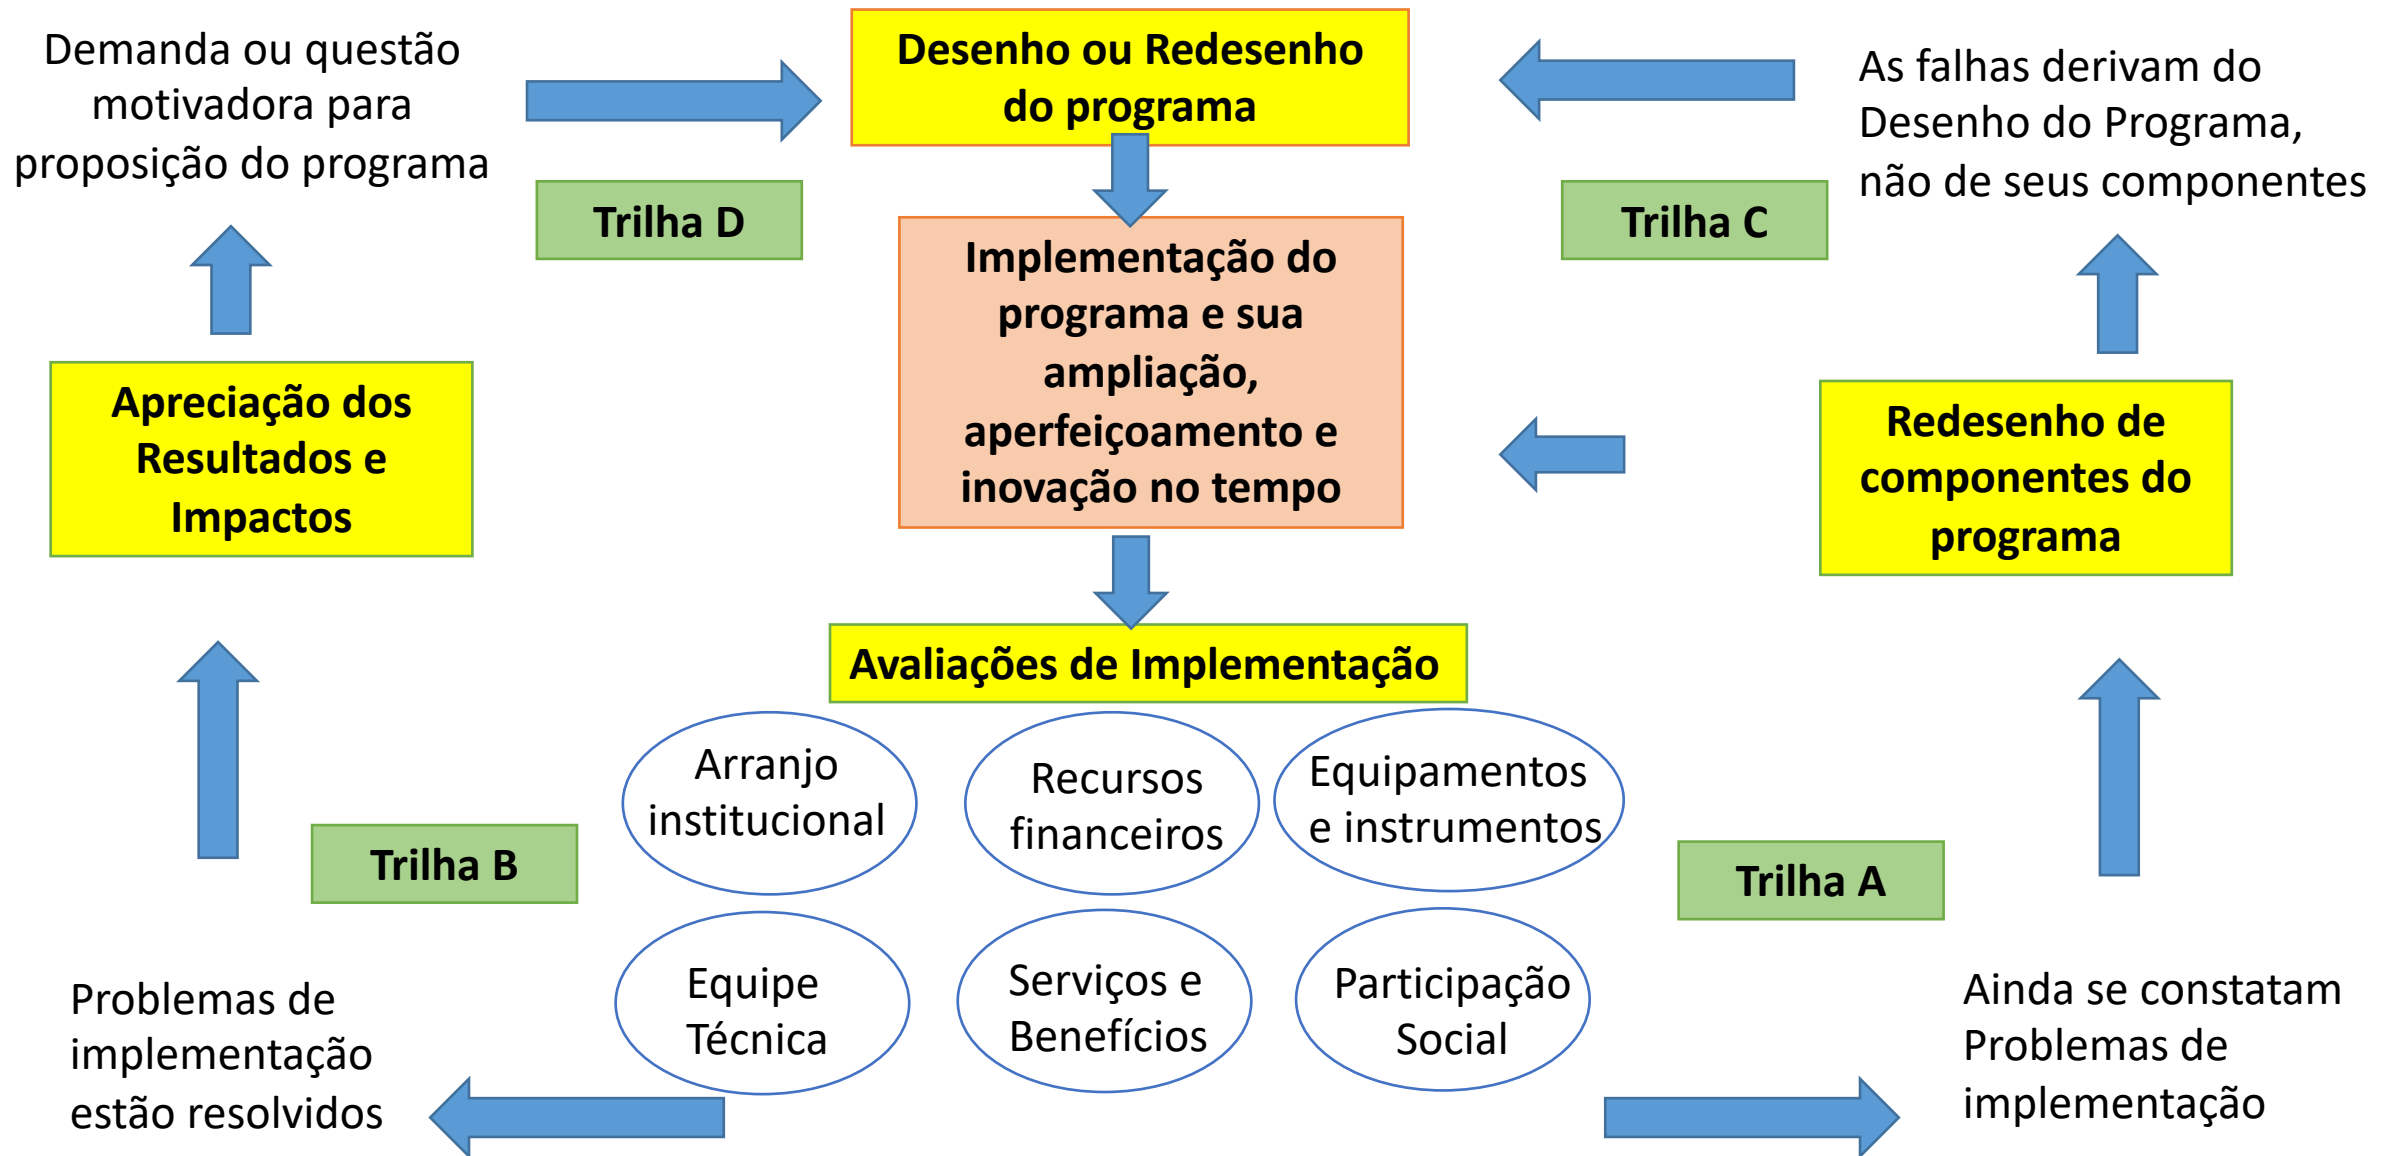 Demanda ou questão
motivadora para
proposição do programa
Desenho ou Redesenho
do programa
As falhas derivam do
Desenho do Programa,
não de seus componentes
Trilha D
Trilha C
Implementação do
programa e sua
ampliação,
aperfeiçoamento e
inovação no tempo
Apreciação dos
Resultados e
Impactos
Redesenho de
componentes do
programa
Avaliações de Implementação
Arranjo
institucional
Recursos
financeiros
Equipamentos
e instrumentos
Trilha B
Trilha A
Equipe
Técnica
Serviços e
Benefícios
Participação
Social
Problemas de
implementação
estão resolvidos
Ainda se constatam
Problemas de
implementação